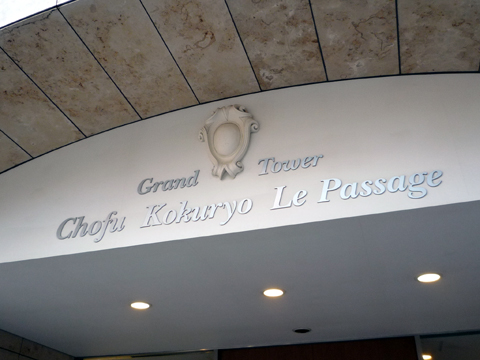 Grand Tower
Chofu Kokuryo Le Passage